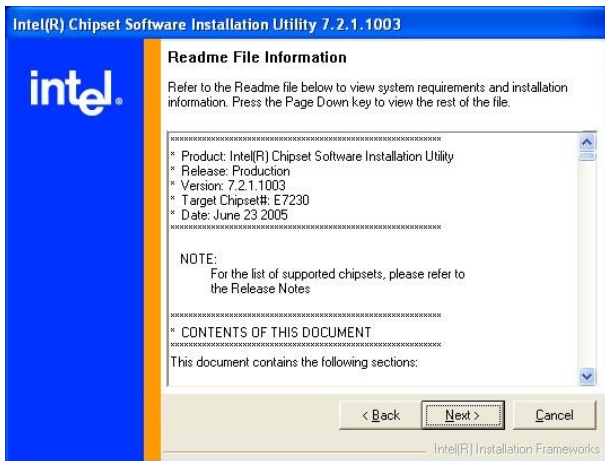 Intel(R) Chipset Software Installation Utility 7.2.1.1003
intel®
Readme File Information
Refer to the Readme file below to view system requirements and installation
information. Press the Page Down key to view the rest of the file.
************************************************************
* Product: Intel(R) Chipset Software Installation Utility
* Release: Production
* Version: 7.2.1.1003
* Target Chipset#: E7230
* Date: June 23 2005
************************************************************
NOTE:
For the list of supported chipsets, please refer to
the Release Notes
************************************************************
* CONTENTS OF THIS DOCUMENT
************************************************************
This document contains the following sections:
< Back
Next >
Cancel
Intel(R) Installation Frameworks